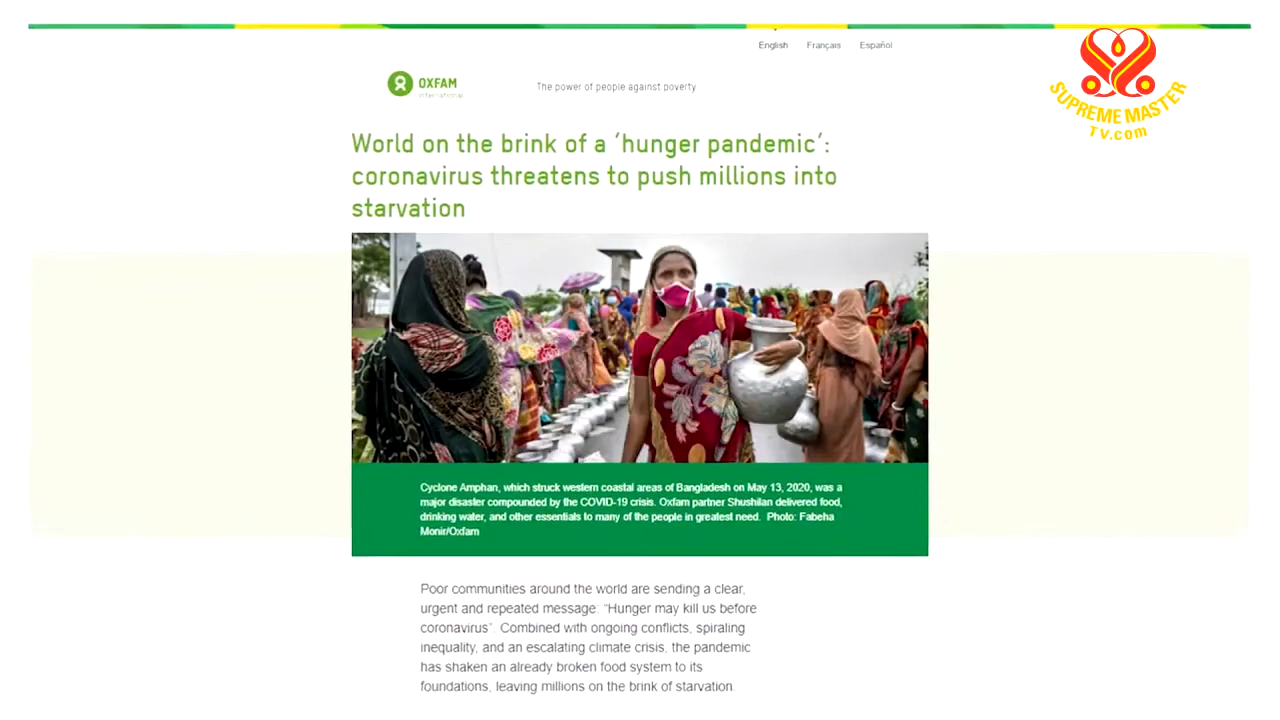 English Français Español
OXFAM
International
The power of people against poverty
SUPREME MASTER
TV.com
World on the brink of a ‘hunger pandemic’:
coronavirus threatens to push millions into
starvation
Cyclone Amphan, which struck western coastal areas of Bangladesh on May 13, 2020, was a
major disaster compounded by the COVID-19 crisis. Oxfam partner Shushilan delivered food,
drinking water, and other essentials to many of the people in greatest need. Photo: Fabeha
Monir/Oxfam
Poor communities around the world are sending a clear,
urgent and repeated message: “Hunger may kill us before
coronavirus”. Combined with ongoing conflicts, spiraling
inequality, and an escalating climate crisis, the pandemic
has shaken an already broken food system to its
foundations, leaving millions on the brink of starvation.